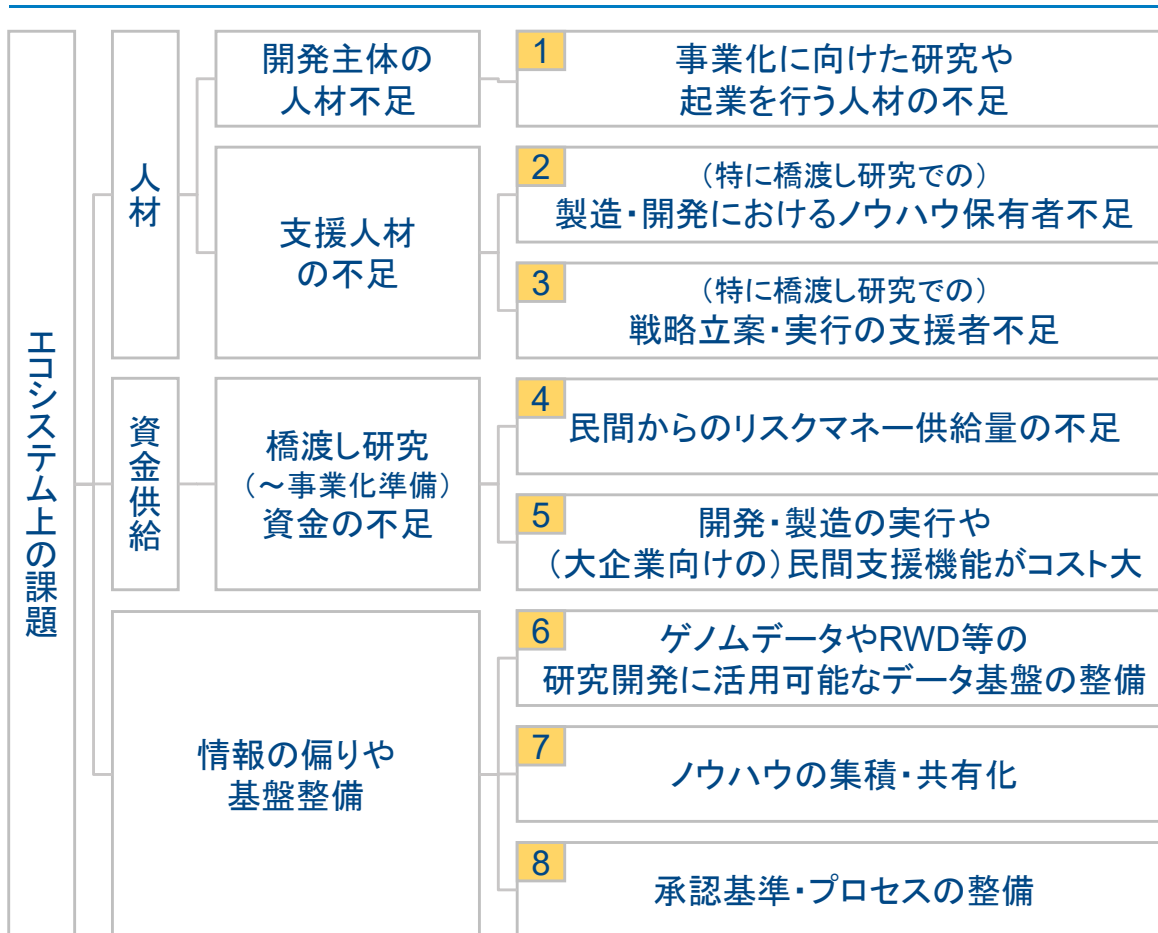 エコシステム上の課題
人材
開発主体の
人材不足
1
事業化に向けた研究や
起業を行う人材の不足
支援人材
の不足
2
（特に橋渡し研究での）
製造・開発におけるノウハウ保有者不足
3
（特に橋渡し研究での）
戦略立案・実行の支援者不足
資金供給
橋渡し研究
（～事業化準備）
資金の不足
4
民間からのリスクマネー供給量の不足
5
開発・製造の実行や
（大企業向けの）民間支援機能がコスト大
情報の偏りや
基盤整備
6
ゲノムデータやRWD等の
研究開発に活用可能なデータ基盤の整備
7
ノウハウの集積・共有化
8
承認基準・プロセスの整備